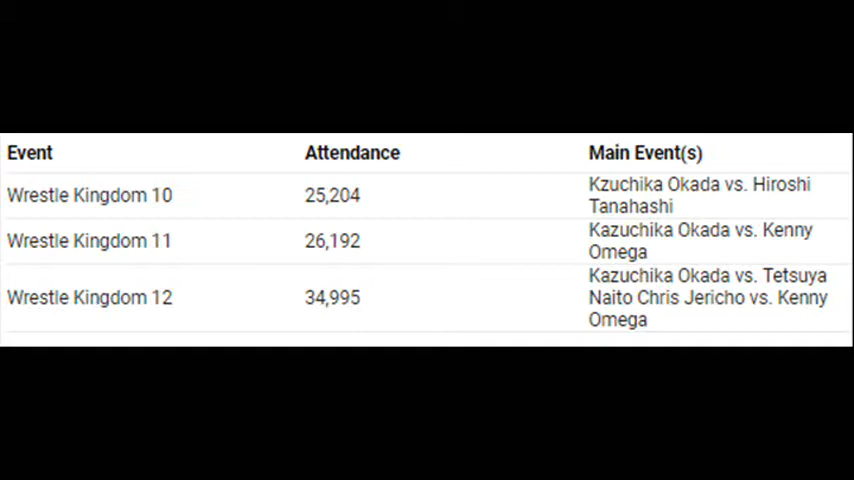 Event Attendance Main Event(s)
Wrestle Kingdom 10 25,204 Kzuchika Okada vs. Hiroshi
Tanahashi
Wrestle Kingdom 11 26,192 Kazuchika Okada vs. Kenny
Omega
Wrestle Kingdom 12 34,995 Kazuchika Okada vs. Tetsuya
Naito Chris Jericho vs. Kenny
Omega